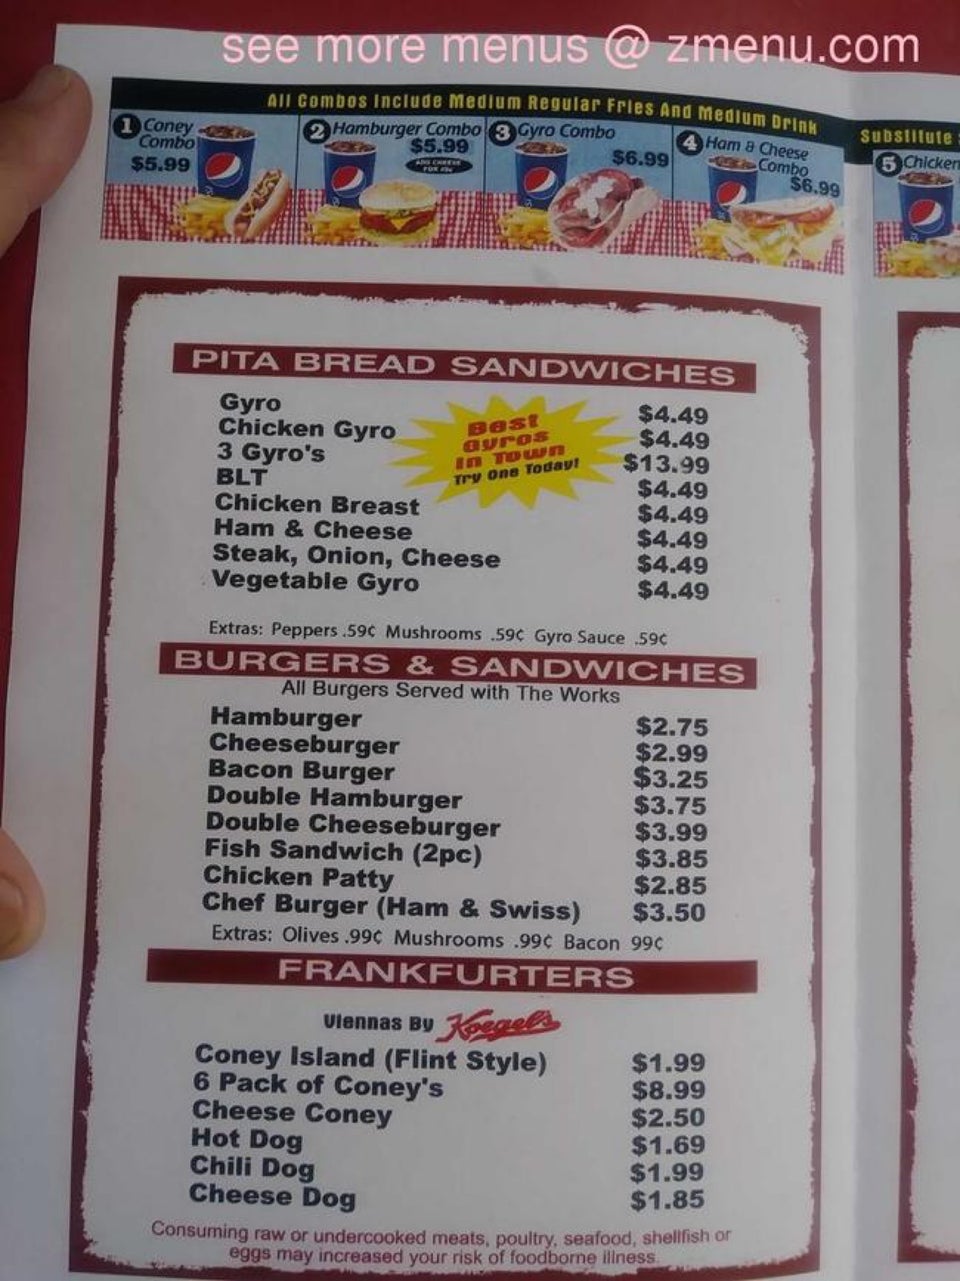 see more menus @ zmenu.com
All Combos Include Medium Regular Fries And Medium Drink
Substitute
1 Coney Combo
$5.99
2 Hamburger Combo
$5.99
ADD CHEESE
3 Gyro Combo
$6.99
4 Ham & Cheese Combo
$6.99
5 Chicken
PITA BREAD SANDWICHES
Gyro $4.49
Chicken Gyro $4.49
3 Gyro's $13.99
BLT $4.49
Chicken Breast $4.49
Ham & Cheese $4.49
Steak, Onion, Cheese $4.49
Vegetable Gyro $4.49
Best
Gyros
In Town
Try One Today!
Extras: Peppers .59¢ Mushrooms .59¢ Gyro Sauce .59¢
BURGERS & SANDWICHES
All Burgers Served with The Works
Hamburger $2.75
Cheeseburger $2.99
Bacon Burger $3.25
Double Hamburger $3.75
Double Cheeseburger $3.99
Fish Sandwich (2pc) $3.85
Chicken Patty $2.85
Chef Burger (Ham & Swiss) $3.50
Extras: Olives .99¢ Mushrooms .99¢ Bacon 99¢
FRANKFURTERS
Viennas By Koegel's
Coney Island (Flint Style) $1.99
6 Pack of Coney's $8.99
Cheese Coney $2.50
Hot Dog $1.69
Chili Dog $1.99
Cheese Dog $1.85
Consuming raw or undercooked meats, poultry, seafood, shellfish or
eggs may increased your risk of foodborne illness.